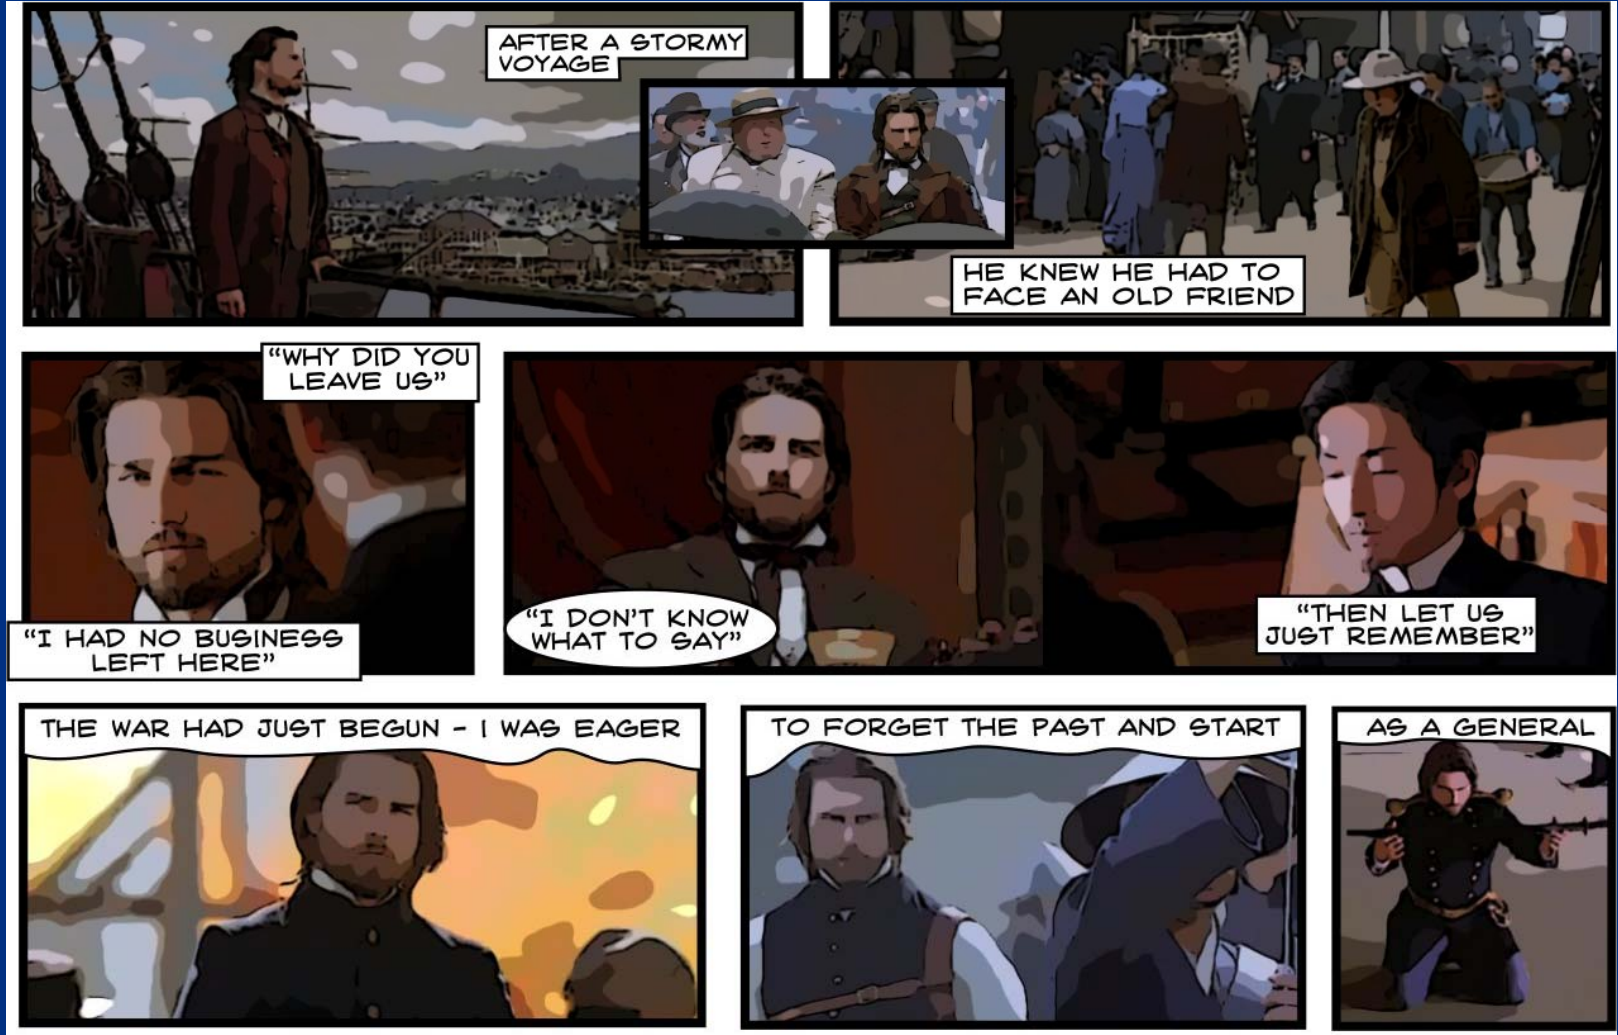 AFTER A STORMY
VOYAGE
HE KNEW HE HAD TO
FACE AN OLD FRIEND
“WHY DID YOU
LEAVE US”
“I HAD NO BUSINESS
LEFT HERE”
“I DON'T KNOW
WHAT TO SAY”
“THEN LET US
JUST REMEMBER”
THE WAR HAD JUST BEGUN - I WAS EAGER
TO FORGET THE PAST AND START
AS A GENERAL